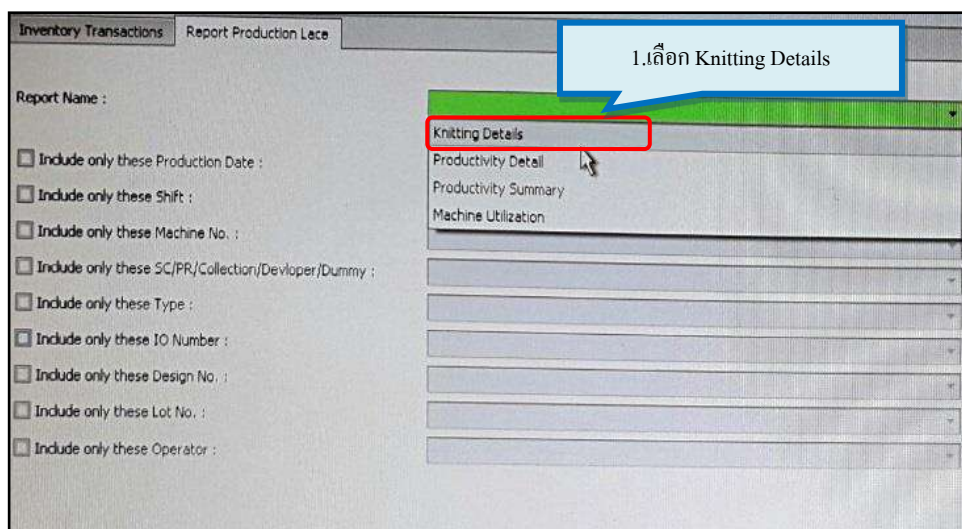 Inventory Transactions
Report Production Lace
1.เลือก Knitting Details
Report Name :
Knitting Details
Productivity Detail
Productivity Summary
Machine Utilization
Include only these Production Date :
Include only these Shift :
Include only these Machine No. :
Include only these SC/PR/Collection/Devloper/Dummy :
Include only these Type :
Include only these IO Number :
Include only these Design No. :
Include only these Lot No. :
Include only these Operator :